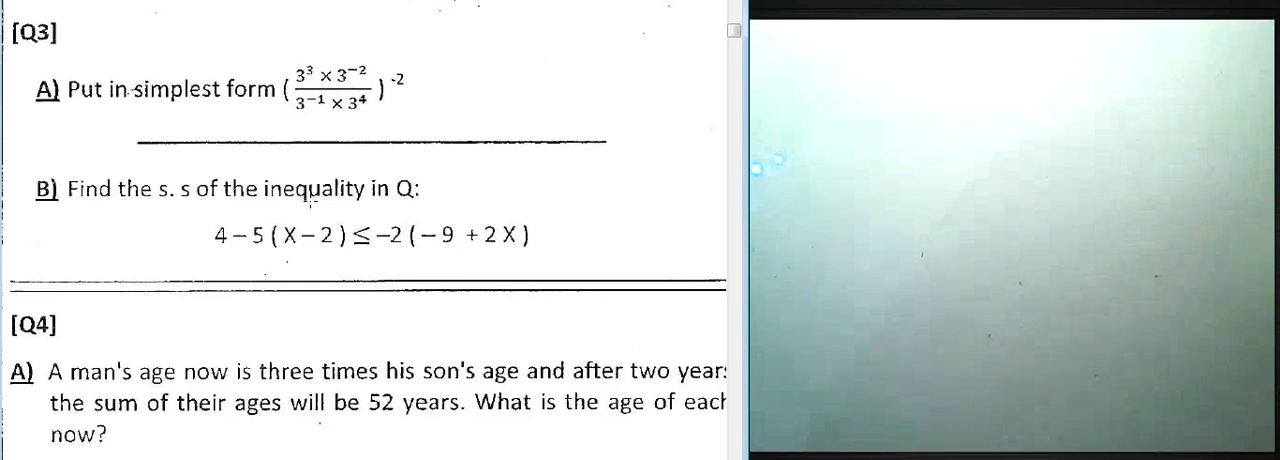 [Q3]
A) Put in simplest form ( 3³ × 3⁻² / 3⁻¹ × 3⁴ ) ⁻²
B) Find the s. s of the inequality in Q:
4 – 5 ( X – 2 ) ≤ –2 ( – 9 + 2 X )
[Q4]
A) A man's age now is three times his son's age and after two year
the sum of their ages will be 52 years. What is the age of each
now?